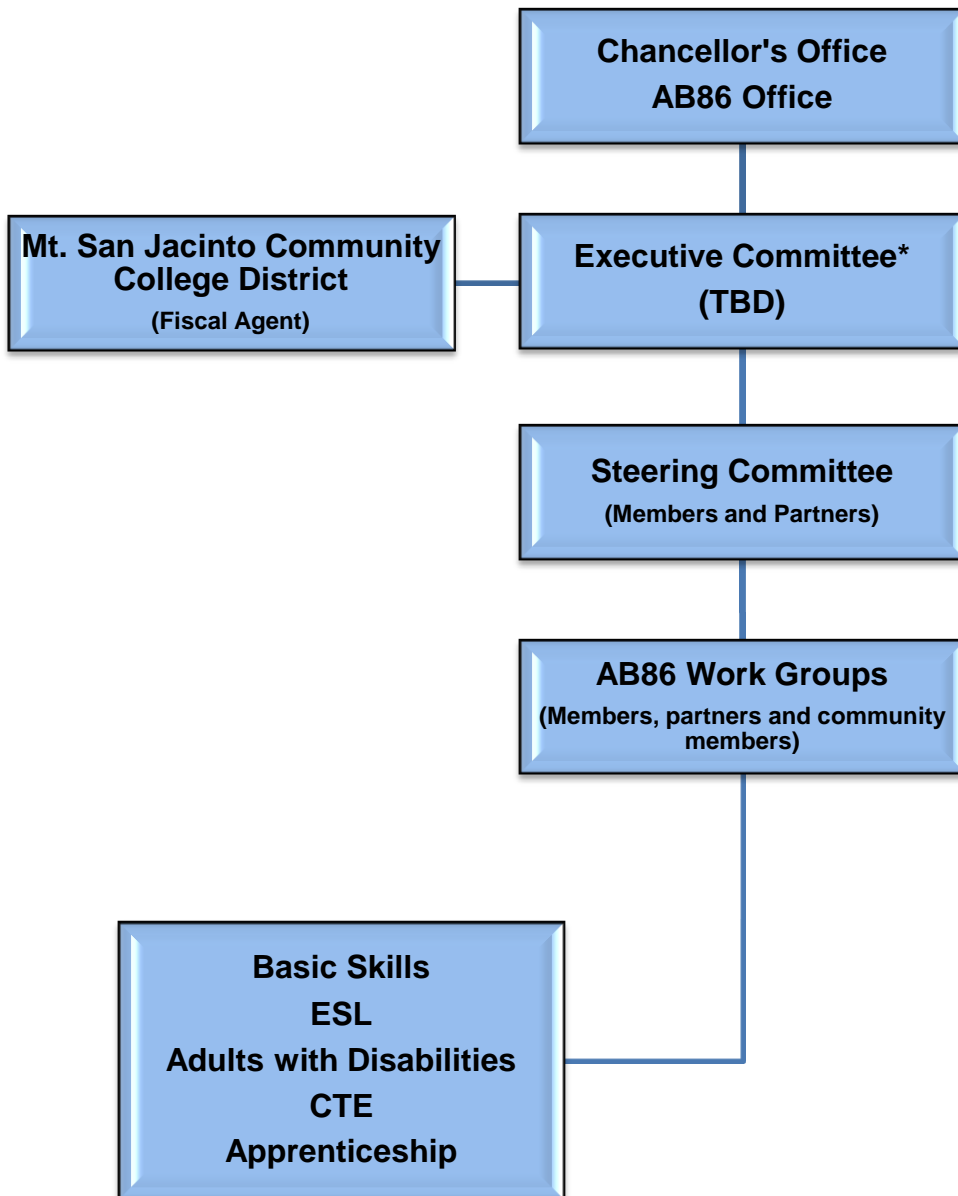 Chancellor's Office
AB86 Office
Mt. San Jacinto Community
College District
(Fiscal Agent)
Executive Committee*
(TBD)
Steering Committee
(Members and Partners)
AB86 Work Groups
(Members, partners and community
members)
Basic Skills
ESL
Adults with Disabilities
CTE
Apprenticeship